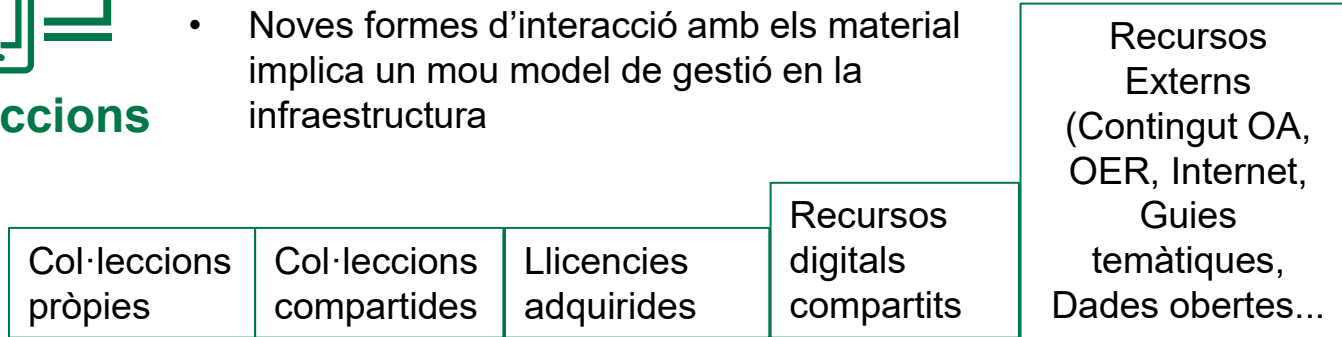 • Noves formes d’interacció amb els material
implica un mou model de gestió en la
infraestructura
ccions
Recursos
Externs
(Contingut OA,
OER, Internet,
Guies
temàtiques,
Dades obertes...
Recursos
digitals
compartits
Col·leccions
pròpies
Col·leccions
compartides
Llicencies
adquirides